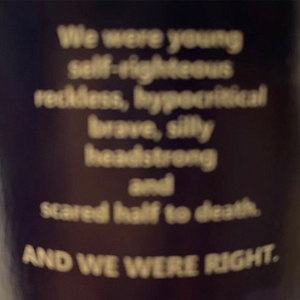 We were young
self-righteous
reckless, hypocritical
brave, silly
headstrong
and
scared half to death.
AND WE WERE RIGHT.